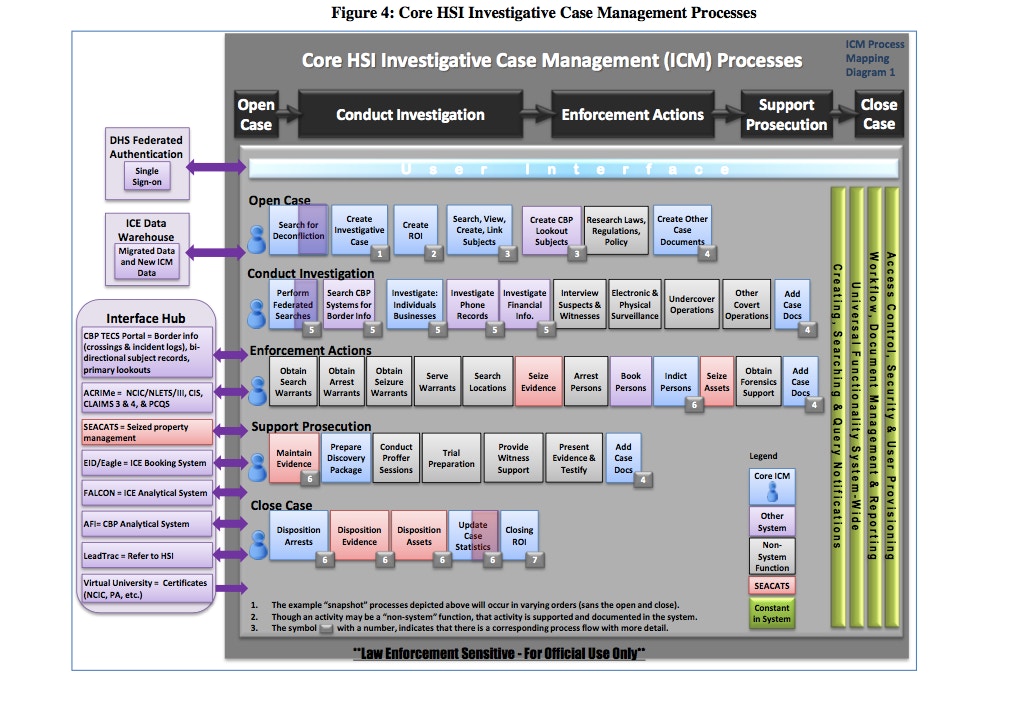 Figure 4: Core HSI Investigative Case Management Processes
Core HSI Investigative Case Management (ICM) Processes
ICM Process
Mapping
Diagram 1
Open
Case
Conduct Investigation
Enforcement Actions
Support
Prosecution
Close
Case
DHS Federated
Authentication
Single
Sign-on
User Interface
ICE Data
Warehouse
Migrated Data
and New ICM
Data
Open Case
Search for
Deconfliction
Create
Investigative
Case
1
Create
ROI
2
Search, View,
Create, Link
Subjects
3
Create CBP
Lookout
Subjects
3
Research Laws,
Regulations,
Policy
Create Other
Case
Documents
4
Conduct Investigation
Perform
Federated
Searches
5
Search CBP
Systems for
Border Info
5
Investigate:
Individuals
Businesses
5
Investigate
Phone
Records
5
Investigate
Financial
Info.
5
Interview
Suspects &
Witnesses
Electronic &
Physical
Surveillance
Undercover
Operations
Other
Covert
Operations
Add
Case
Docs
4
Interface Hub
CBP TECS Portal = Border info
(crossings & incident logs), bi-
directional subject records,
primary lookouts
ACRIMe = NCIC/NLETS/III, CIS,
CLAIMS 3 & 4, & PCQS
SEACATS = Seized property
management
EID/Eagle = ICE Booking System
FALCON = ICE Analytical System
AFI= CBP Analytical System
LeadTrac = Refer to HSI
Virtual University = Certificates
(NCIC, PA, etc.)
Enforcement Actions
Obtain
Search
Warrants
Obtain
Arrest
Warrants
Obtain
Seizure
Warrants
Serve
Warrants
Search
Locations
Seize
Evidence
Arrest
Persons
Book
Persons
Indict
Persons
6
Seize
Assets
Obtain
Forensics
Support
Add
Case
Docs
4
Support Prosecution
Maintain
Evidence
6
Prepare
Discovery
Package
Conduct
Proffer
Sessions
Trial
Preparation
Provide
Witness
Support
Present
Evidence &
Testify
Add
Case
Docs
4
Close Case
Disposition
Arrests
6
Disposition
Evidence
6
Disposition
Assets
6
Update
Case
Statistics
6
Closing
ROI
7
Legend
Core ICM
Other
System
Non-
System
Function
SEACATS
Constant
in System
Creating, Searching & Query Notifications
Universal Functionality System-Wide
Workflow, Document Management & Reporting
Access Control, Security & User Provisioning
1. The example “snapshot” processes depicted above will occur in varying orders (sans the open and close).
2. Though an activity may be a “non-system” function, that activity is supported and documented in the system.
3. The symbol with a number, indicates that there is a corresponding process flow with more detail.
**Law Enforcement Sensitive - For Official Use Only**